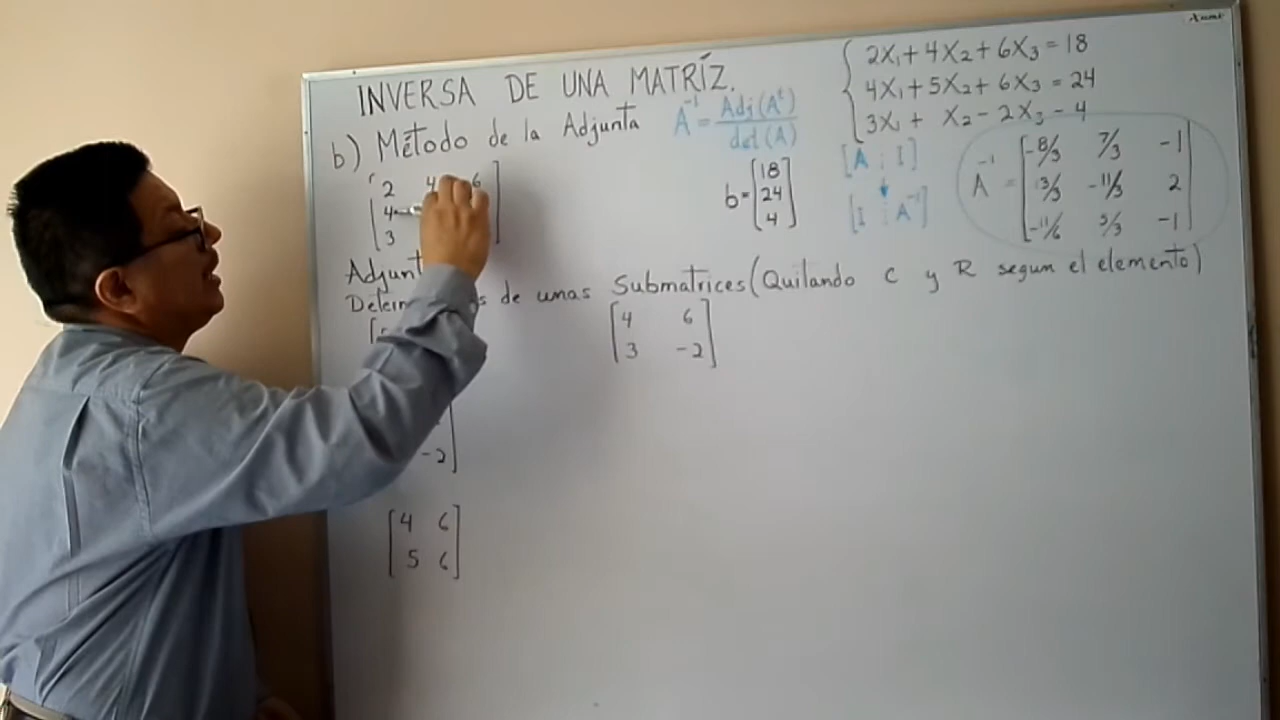 INVERSA DE UNA MATRÍZ.
b) Método de la Adjunta
A⁻¹ = Adj(Aᵗ) / det(A)
2 4 6
4
3
b = [18
24
4]
{ 2X₁ + 4X₂ + 6X₃ = 18
4X₁ + 5X₂ + 6X₃ = 24
3X₁ + X₂ - 2X₃ - 4
[A : I]
[I : A⁻¹]
A⁻¹ = [-8/3 7/3 -1
13/3 -11/3 2
-11/6 5/3 -1]
de unas Submatrices (Quitando C y R segun el elemento)
[4 6
3 -2]
-2]
[4 6
5 6]